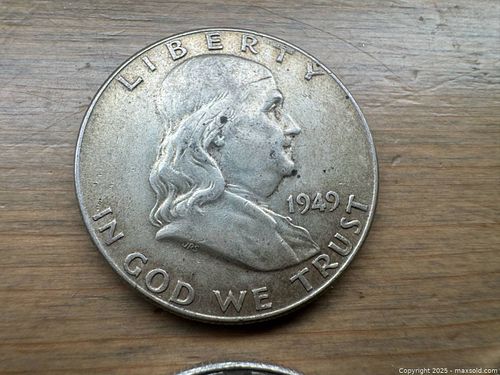 LIBERTY
1949
JRS
IN GOD WE TRUST
Copyright 2025 - maxsold.com